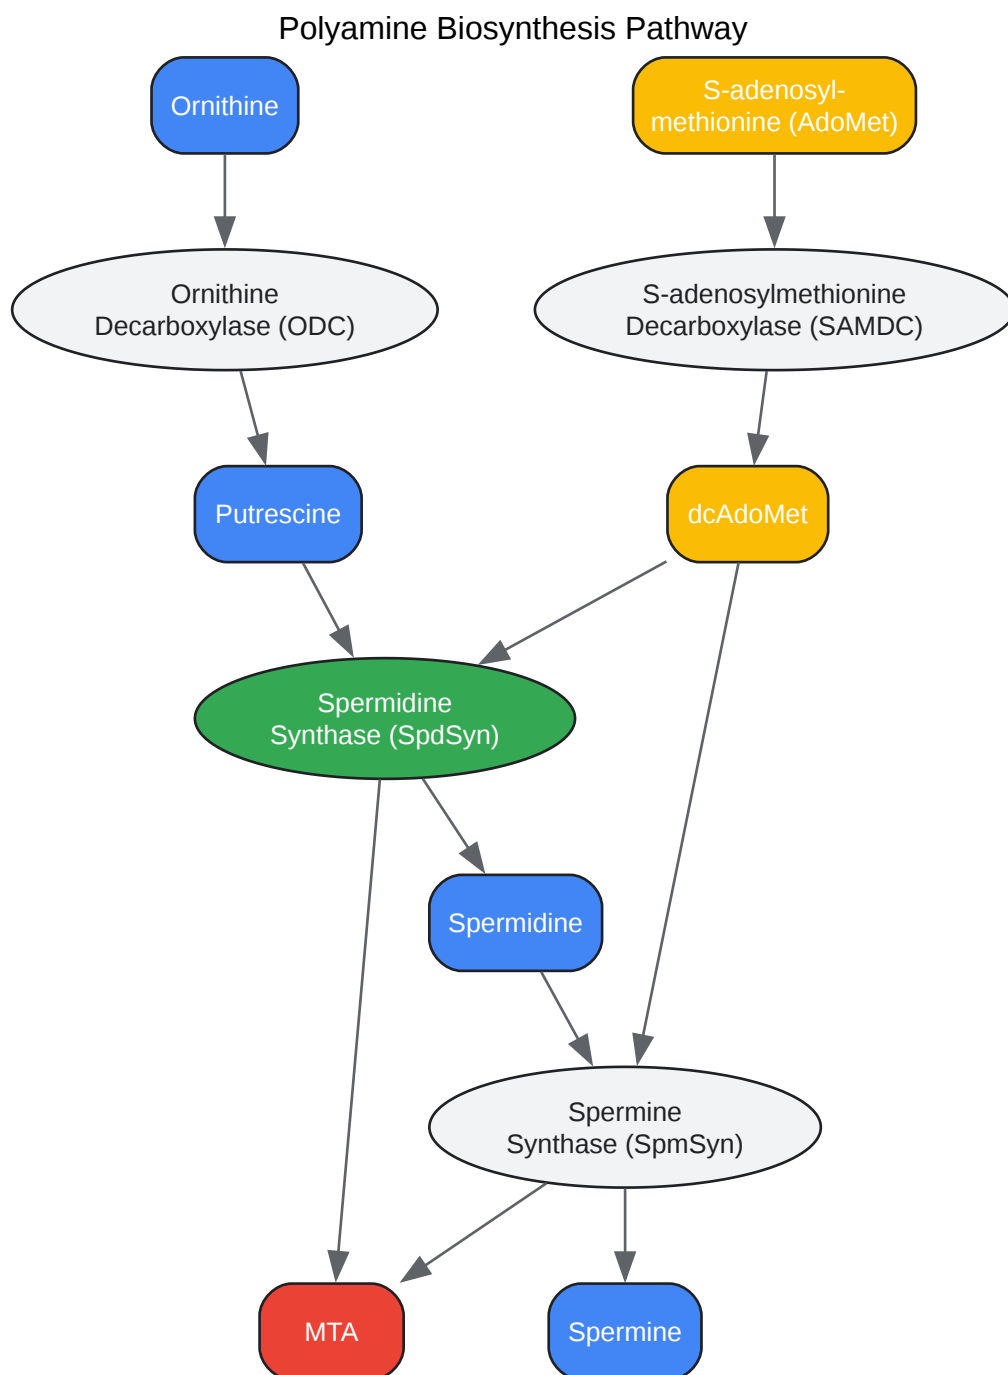 Polyamine Biosynthesis Pathway
Ornithine
S-adenosyl-
methionine (AdoMet)
Ornithine
Decarboxylase (ODC)
S-adenosylmethionine
Decarboxylase (SAMDC)
Putrescine
dcAdoMet
Spermidine
Synthase (SpdSyn)
Spermidine
Spermine
Synthase (SpmSyn)
MTA
Spermine